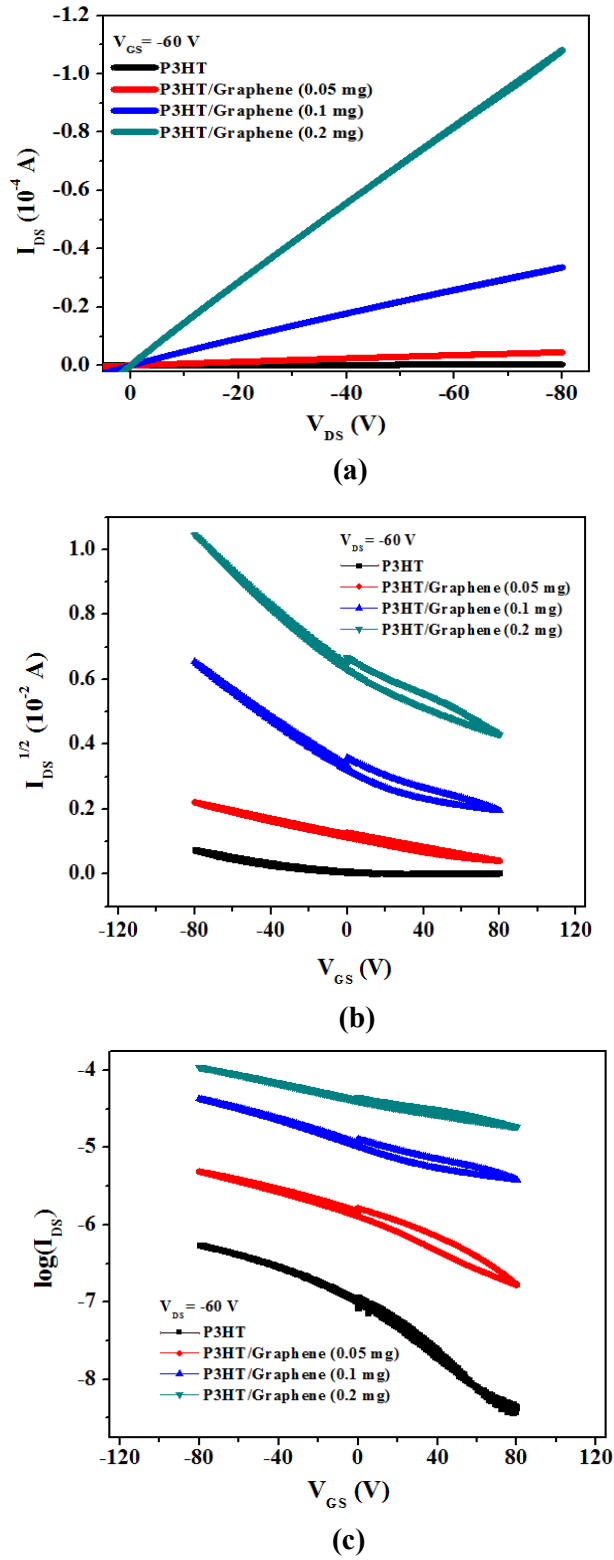 V_GS= -60 V
P3HT
P3HT/Graphene (0.05 mg)
P3HT/Graphene (0.1 mg)
P3HT/Graphene (0.2 mg)
I_DS (10^-4 A)
-1.2
-1.0
-0.8
-0.6
-0.4
-0.2
0.0
0 -20 -40 -60 -80
V_DS (V)
(a)
V_DS= -60 V
P3HT
P3HT/Graphene (0.05 mg)
P3HT/Graphene (0.1 mg)
P3HT/Graphene (0.2 mg)
I_DS^1/2 (10^-2 A)
1.0
0.8
0.6
0.4
0.2
0.0
-120 -80 -40 0 40 80 120
V_GS (V)
(b)
log(I_DS)
-4
-5
-6
-7
-8
V_DS= -60 V
P3HT
P3HT/Graphene (0.05 mg)
P3HT/Graphene (0.1 mg)
P3HT/Graphene (0.2 mg)
-120 -80 -40 0 40 80 120
V_GS (V)
(c)